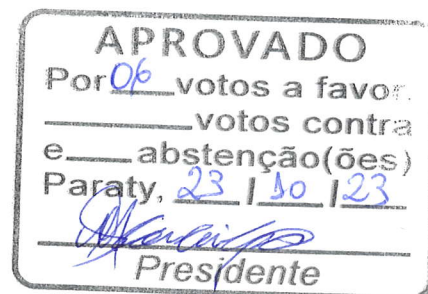 APROVADO
Por 06 votos a favor
votos contra
e abstenção(ões)
Paraty, 23 / 10 / 23
Presidente